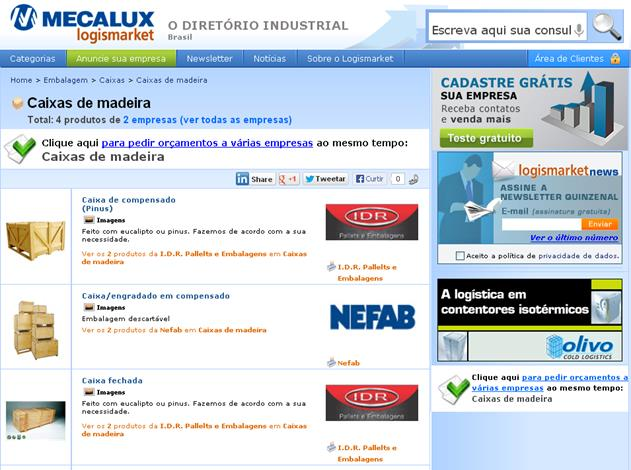 MECALUX
logismarket
O DIRETÓRIO INDUSTRIAL
Brasil
Escreva aqui sua consul
Categorias
Anuncie sua empresa
Newsletter
Notícias
Sobre o Logismarket
Área de Clientes
Home > Embalagem > Caixas > Caixas de madeira
Caixas de madeira
Total: 4 produtos de 2 empresas (ver todas as empresas)
Clique aqui para pedir orçamentos a várias empresas ao mesmo tempo:
Caixas de madeira
Share
+1
Tweetar
Curtir
0
Caixa de compensado
(Pinus)
Imagens
Feito com eucalipto ou pinus. Fazemos de acordo com a sua
necessidade.
Ver os 2 produtos da I.D.R. Pallelts e Embalagens em Caixas
de madeira
IDR
Pallets e Embalagens
I.D.R. Pallelts e
Embalagens
Caixa/engradado em compensado
Imagens
Embalagem descartável
Ver os 2 produtos da Nefab em Caixas de madeira
NEFAB
Nefab
Caixa fechada
Imagens
Feito com eucalipto ou pinus. Fazemos de acordo com a sua
necessidade.
Ver os 2 produtos da I.D.R. Pallelts e Embalagens em Caixas
de madeira
IDR
Pallets e Embalagens
I.D.R. Pallelts e
Embalagens
CADASTRE GRÁTIS
SUA EMPRESA
Receba contatos
e venda mais
Teste gratuito
logismarket news
ASSINE A
NEWSLETTER QUINZENAL
E-mail (assinatura gratuita)
Enviar
Ver o último número
Aceito a política de privacidade de dados.
A logística em
contentores isotérmicos
olivo
COLD LOGISTICS
Clique aqui para pedir orçamentos a
várias empresas ao mesmo tempo:
Caixas de madeira